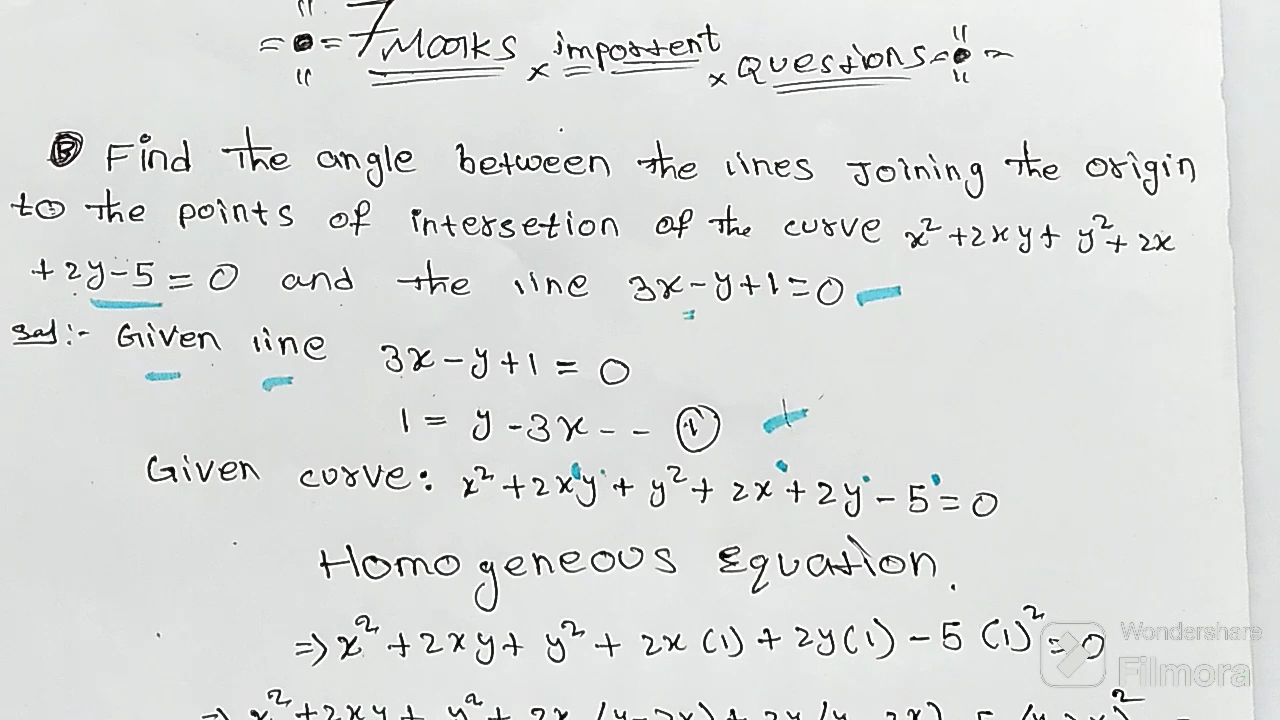 7 Marks × important × Questions
Find the angle between the lines Joining the origin
to the points of intersetion of the curve x² + 2xy + y² + 2x
+ 2y - 5 = 0 and the line 3x - y + 1 = 0
Sol:- Given line 3x - y + 1 = 0
1 = y - 3x -- ①
Given curve: x² + 2xy + y² + 2x + 2y - 5 = 0
Homogeneous Equation.
⇒ x² + 2xy + y² + 2x (1) + 2y (1) - 5 (1)² = 0
Wondershare
Filmora